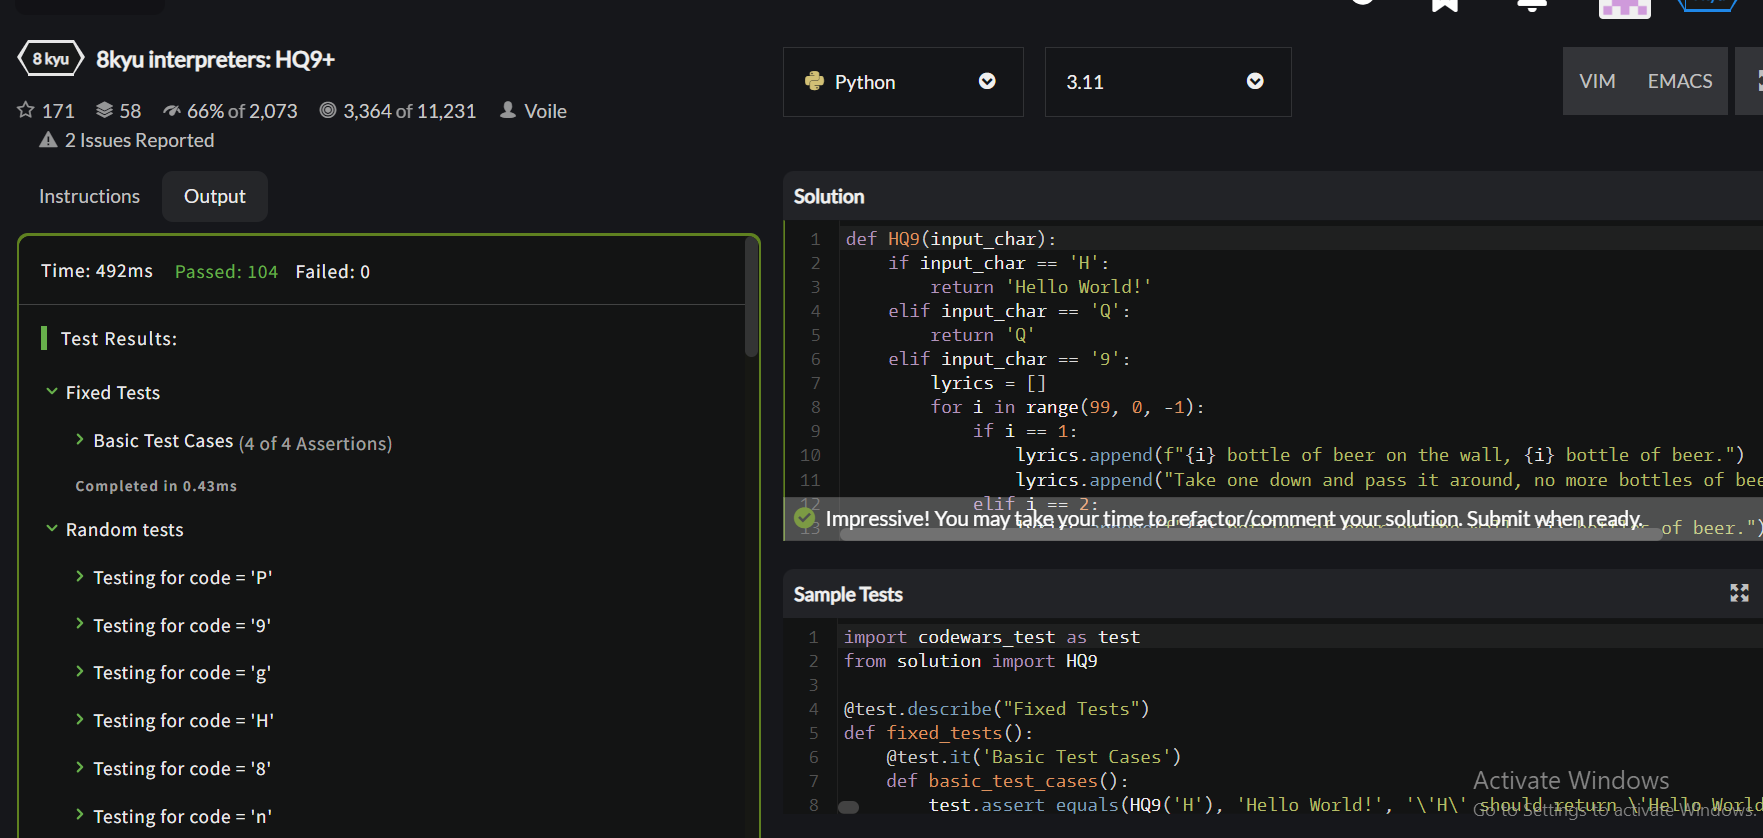 8 kyu 8kyu interpreters: HQ9+
171 58 66% of 2,073 3,364 of 11,231 Voile
2 Issues Reported
Instructions Output
Time: 492ms Passed: 104 Failed: 0
Test Results:
Fixed Tests
Basic Test Cases (4 of 4 Assertions)
Completed in 0.43ms
Random tests
Testing for code = 'P'
Testing for code = '9'
Testing for code = 'g'
Testing for code = 'H'
Testing for code = '8'
Testing for code = 'n'
Python 3.11 VIM EMACS
Solution
1 def HQ9(input_char):
2 if input_char == 'H':
3 return 'Hello World!'
4 elif input_char == 'Q':
5 return 'Q'
6 elif input_char == '9':
7 lyrics = []
8 for i in range(99, 0, -1):
9 if i == 1:
10 lyrics.append(f"{i} bottle of beer on the wall, {i} bottle of beer.")
11 lyrics.append("Take one down and pass it around, no more bottles of bee
12 elif i == 2:
Impressive! You may take your time to refactor/comment your solution. Submit when ready.
13 of beer.")
Sample Tests
1 import codewars_test as test
2 from solution import HQ9
3
4 @test.describe("Fixed Tests")
5 def fixed_tests():
6 @test.it('Basic Test Cases')
7 def basic_test_cases():
8 test.assert_equals(HQ9('H'), 'Hello World!', '\'H\' should return \'Hello World
Activate Windows
Go to Settings to activate Windows.